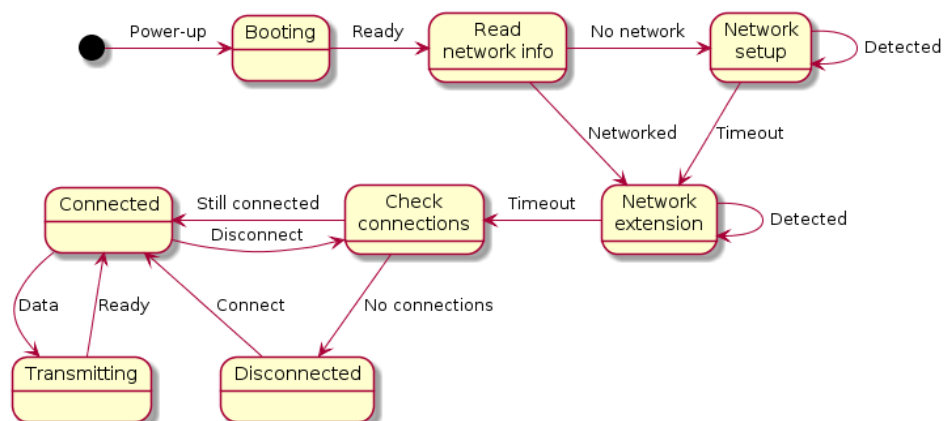 Power-up
Booting
Ready
Read
network info
No network
Network
setup
Detected
Networked
Timeout
Connected
Still connected
Disconnect
Check
connections
Timeout
Network
extension
Detected
Data
Ready
Connect
No connections
Transmitting
Disconnected